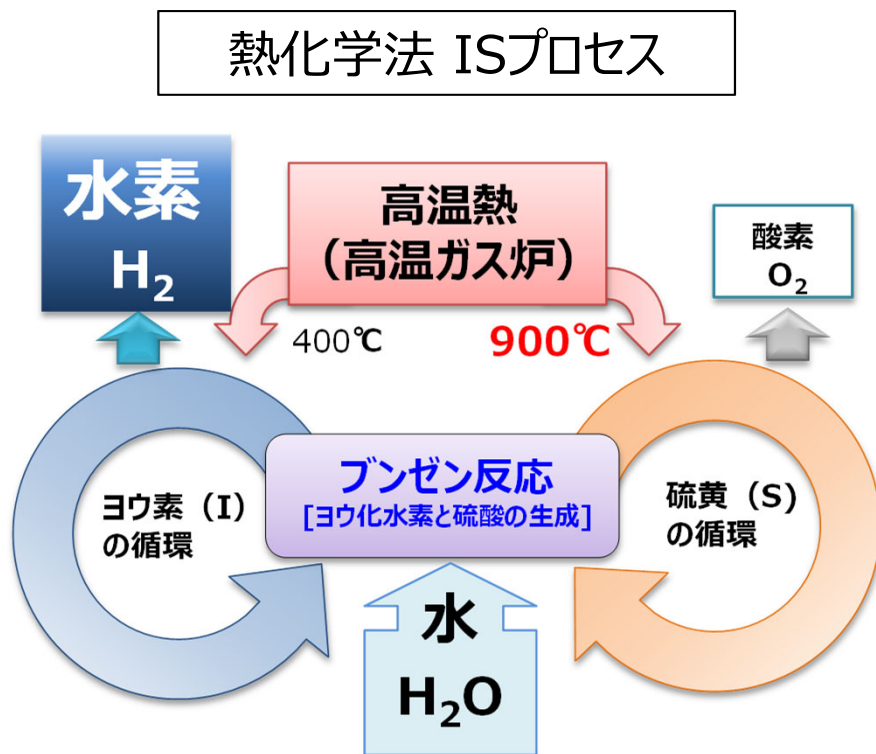 熱化学法 ISプロセス
水素
H₂
高温熱
（高温ガス炉）
酸素
O₂
400℃
900℃
ブンゼン反応
[ヨウ化水素と硫酸の生成]
ヨウ素（I）
の循環
硫黄（S)
の循環
水
H₂O